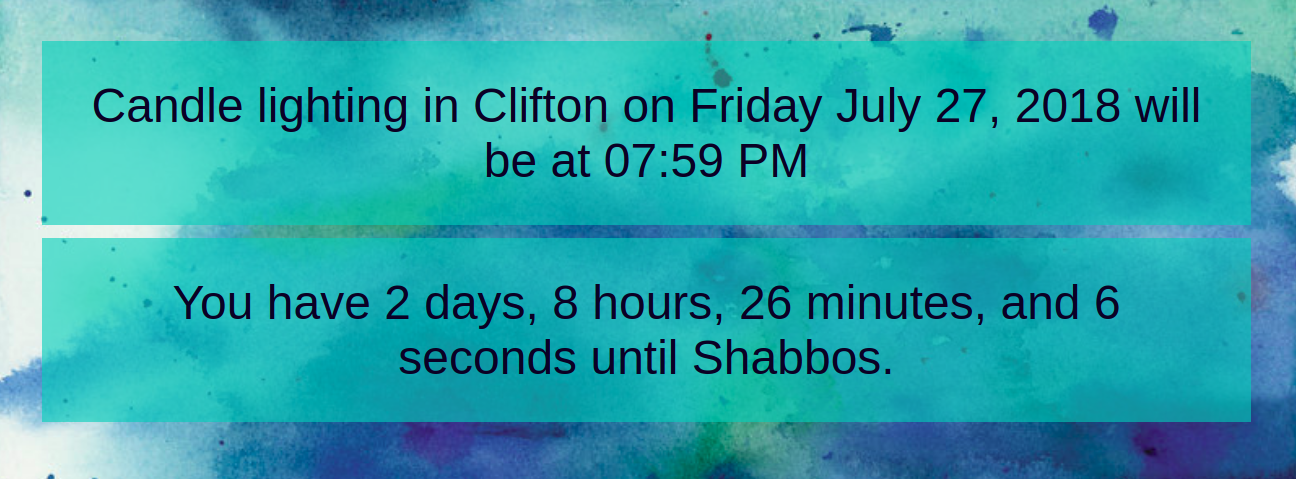 Candle lighting in Clifton on Friday July 27, 2018 will
be at 07:59 PM
You have 2 days, 8 hours, 26 minutes, and 6
seconds until Shabbos.